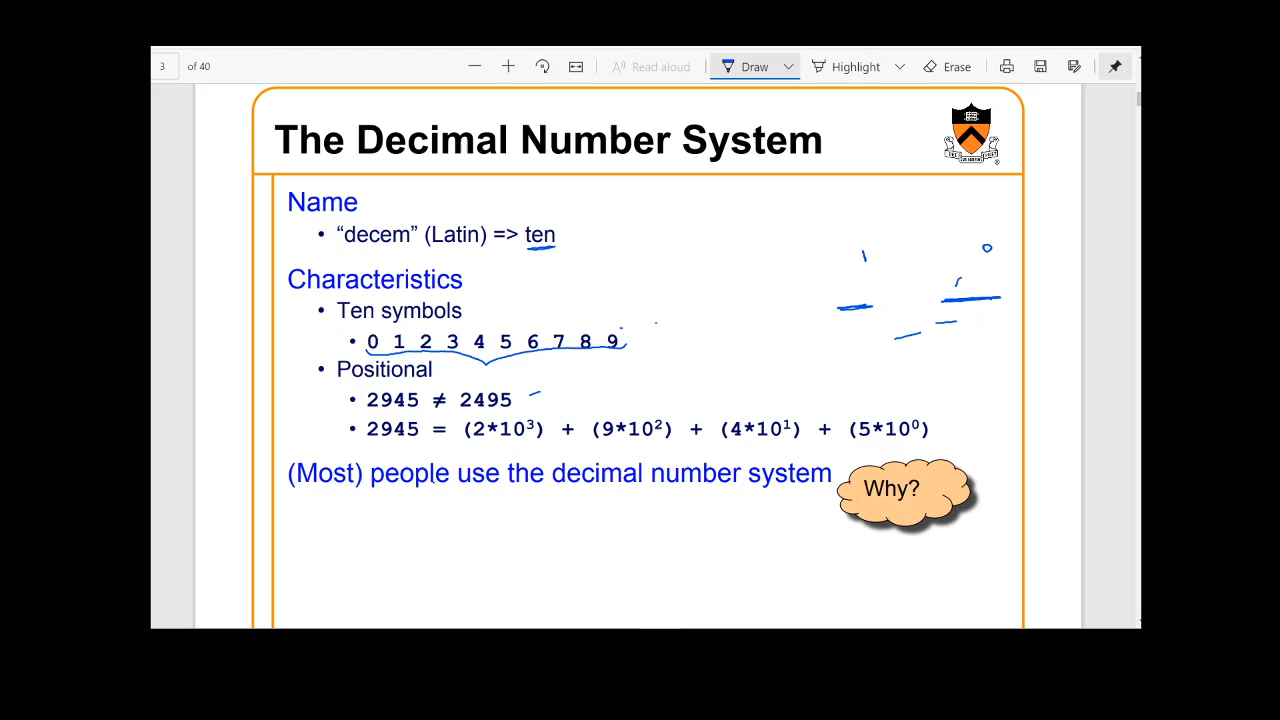 3 of 40 Read aloud Draw Highlight Erase
The Decimal Number System
Name
• “decem” (Latin) => ten
Characteristics
• Ten symbols
• 0 1 2 3 4 5 6 7 8 9
• Positional
• 2945 ≠ 2495
• 2945 = (2*10³) + (9*10²) + (4*10¹) + (5*10⁰)
(Most) people use the decimal number system
Why?